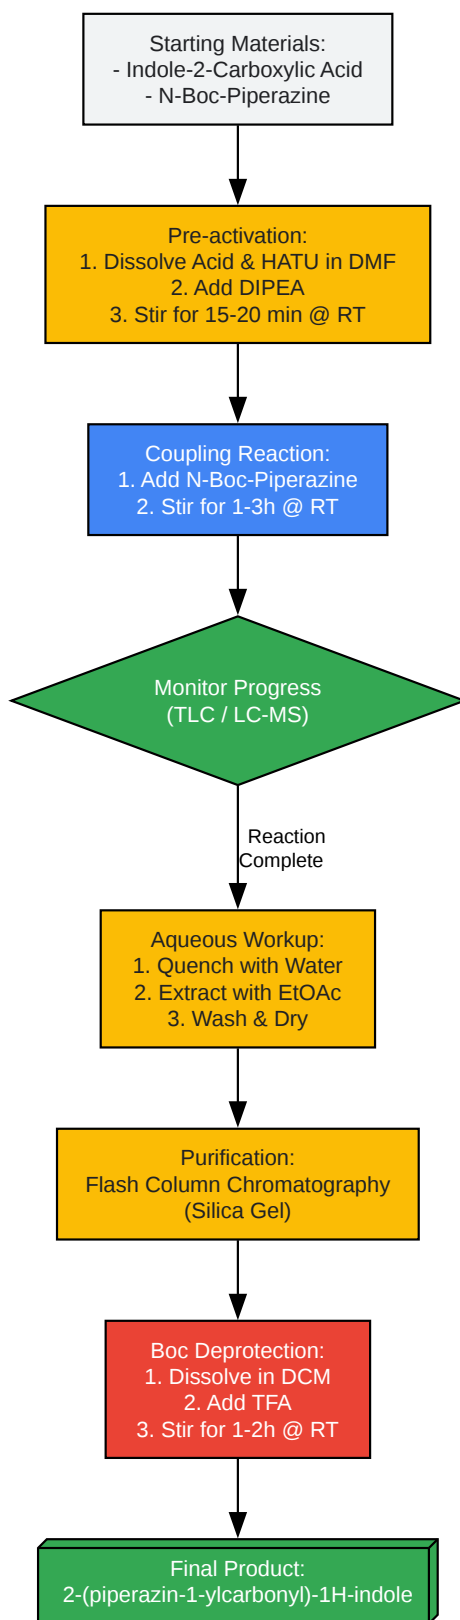 Starting Materials:
- Indole-2-Carboxylic Acid
- N-Boc-Piperazine
Pre-activation:
1. Dissolve Acid & HATU in DMF
2. Add DIPEA
3. Stir for 15-20 min @ RT
Coupling Reaction:
1. Add N-Boc-Piperazine
2. Stir for 1-3h @ RT
Monitor Progress
(TLC / LC-MS)
Reaction
Complete
Aqueous Workup:
1. Quench with Water
2. Extract with EtOAc
3. Wash & Dry
Purification:
Flash Column Chromatography
(Silica Gel)
Boc Deprotection:
1. Dissolve in DCM
2. Add TFA
3. Stir for 1-2h @ RT
Final Product:
2-(piperazin-1-ylcarbonyl)-1H-indole